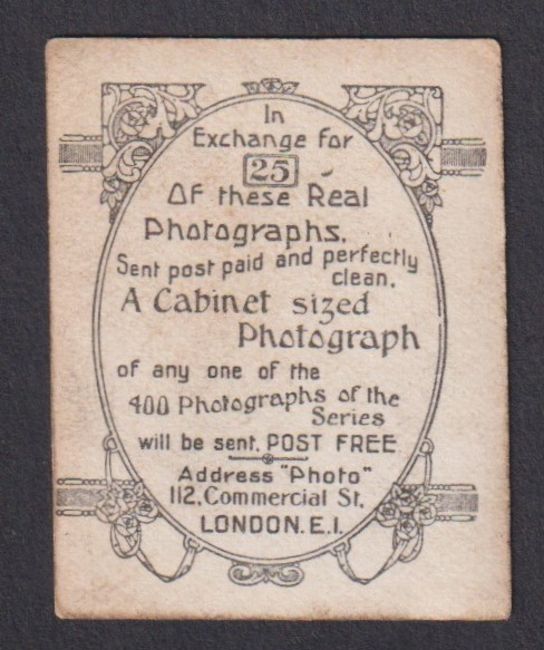 In
Exchange for
25
Of these Real
Photographs.
Sent post paid and perfectly
clean.
A Cabinet sized
Photograph
of any one of the
400 Photographs of the
Series
will be sent. POST FREE
Address "Photo"
112, Commercial St,
LONDON. E.1.